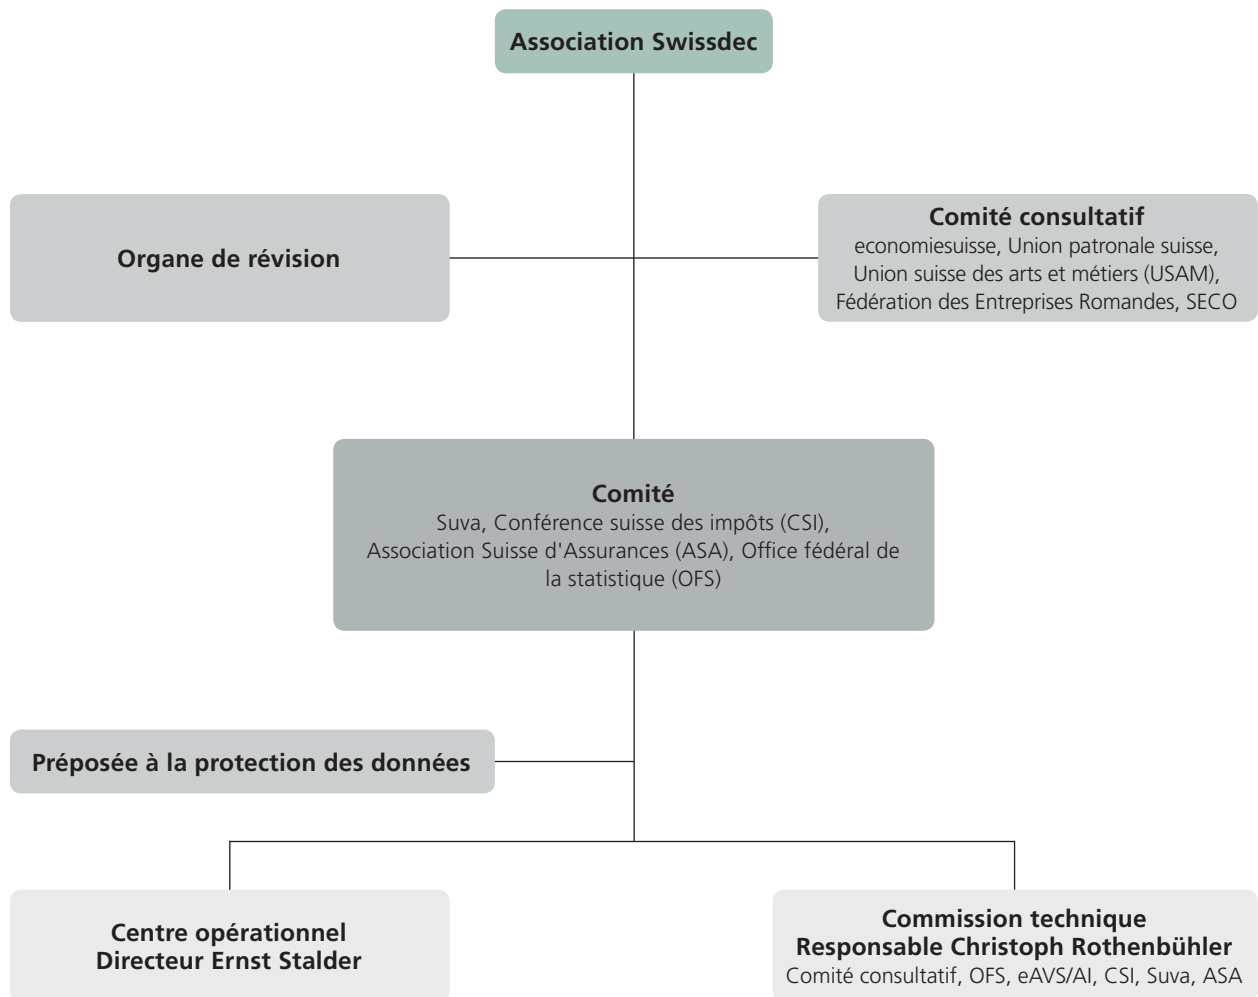 Association Swissdec
Organe de révision
Comité consultatif
economiesuisse, Union patronale suisse,
Union suisse des arts et métiers (USAM),
Fédération des Entreprises Romandes, SECO
Comité
Suva, Conférence suisse des impôts (CSI),
Association Suisse d'Assurances (ASA), Office fédéral de
la statistique (OFS)
Préposée à la protection des données
Centre opérationnel
Directeur Ernst Stalder
Commission technique
Responsable Christoph Rothenbühler
Comité consultatif, OFS, eAVS/AI, CSI, Suva, ASA